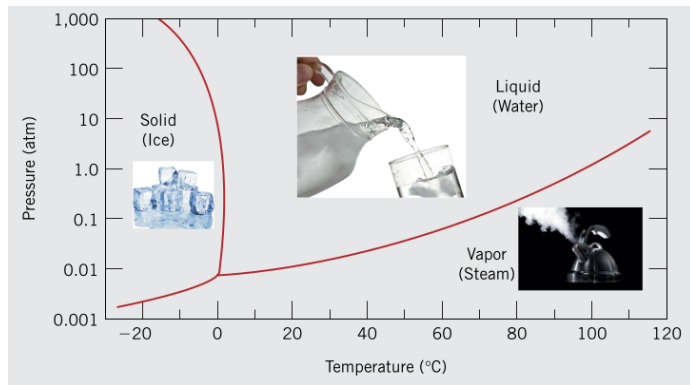 1,000
100
10
1.0
0.1
0.01
0.001
Pressure (atm)
Solid
(Ice)
Liquid
(Water)
Vapor
(Steam)
−20
0
20
40
60
80
100
120
Temperature (°C)